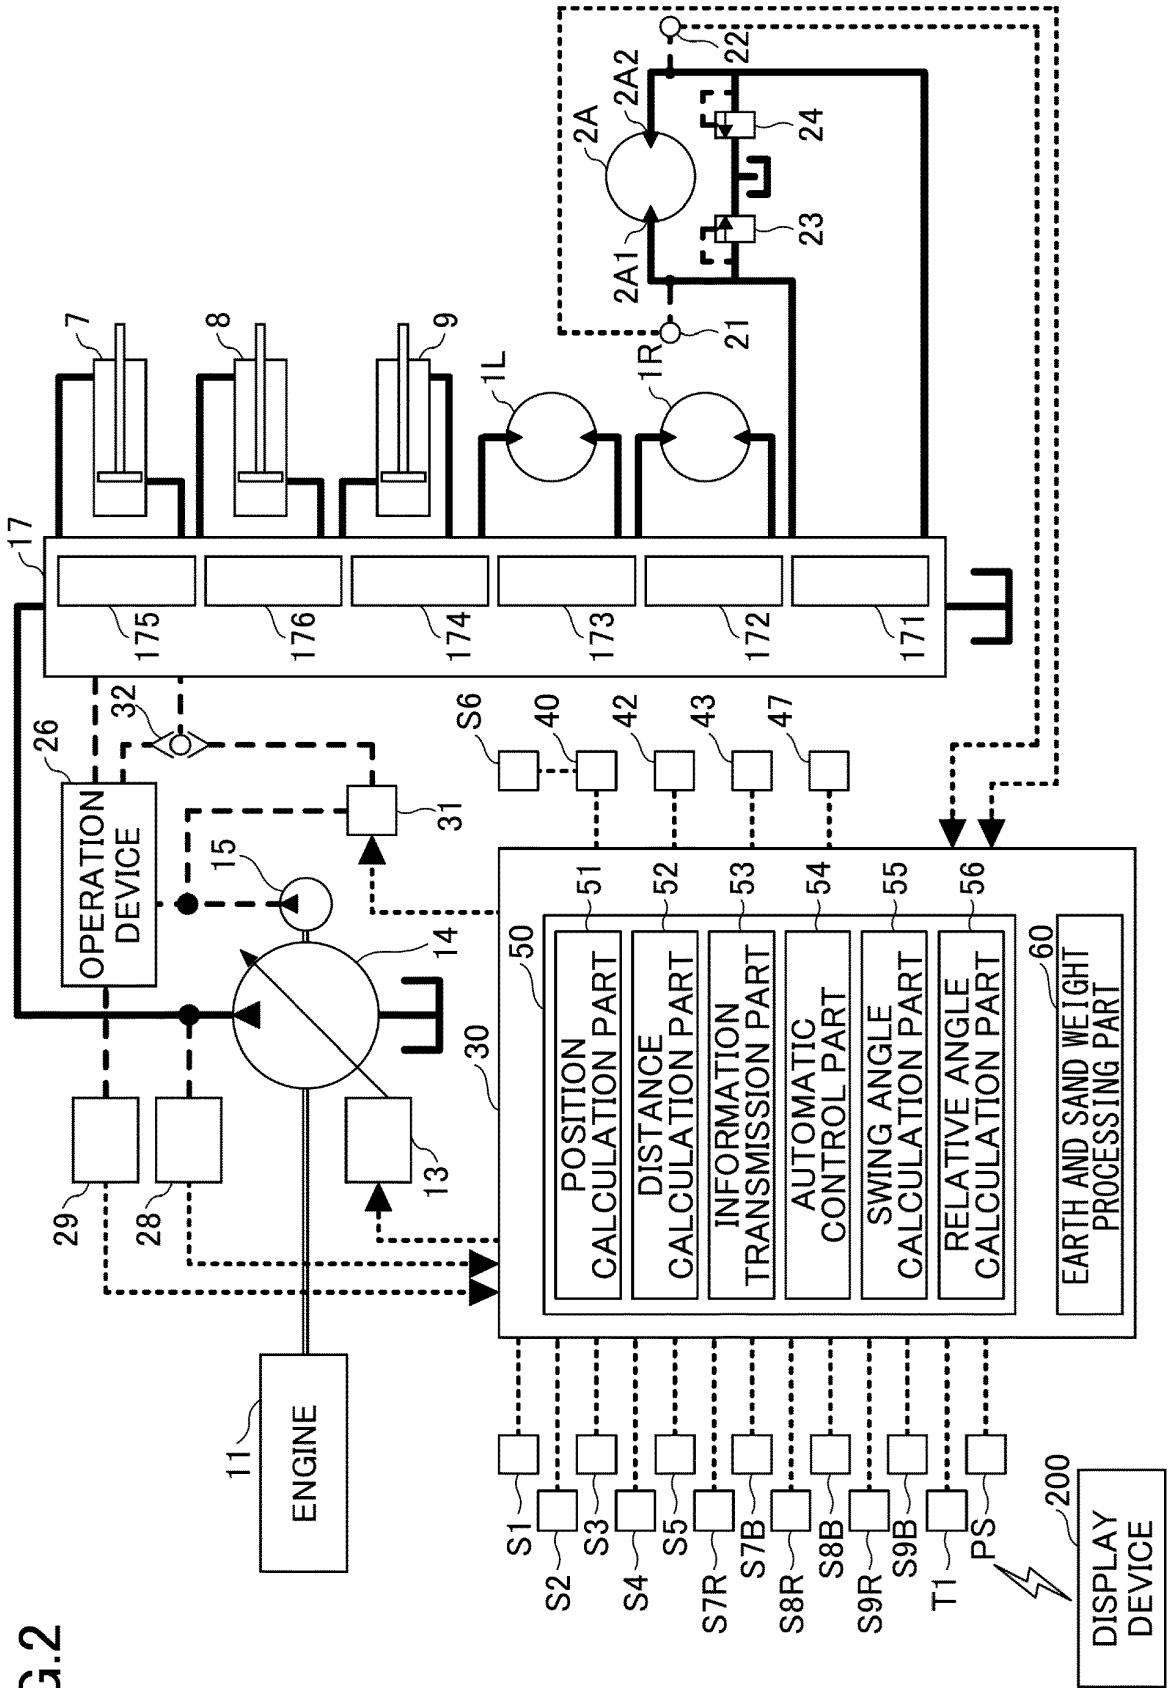 G.2
11
ENGINE
29
28
13
14
15
26
OPERATION
DEVICE
32
31
17
175
176
174
173
172
171
7
8
9
1L
1R
2A
2A1
2A2
21
22
23
24
S6
40
42
43
47
30
50
POSITION
CALCULATION PART
51
DISTANCE
CALCULATION PART
52
INFORMATION
TRANSMISSION PART
53
AUTOMATIC
CONTROL PART
54
SWING ANGLE
CALCULATION PART
55
RELATIVE ANGLE
CALCULATION PART
56
60
EARTH AND SAND WEIGHT
PROCESSING PART
S1
S2
S3
S4
S5
S7R
S7B
S8R
S8B
S9R
S9B
T1
PS
200
DISPLAY
DEVICE